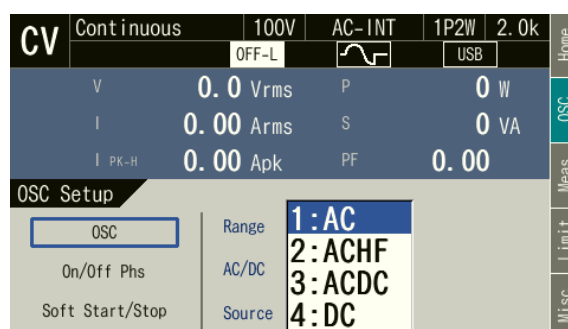 CV Continuous 100V AC-INT 1P2W 2.0k
OFF-L USB
V 0.0 Vrms P 0 W
I 0.00 Arms S 0 VA
I PK-H 0.00 Apk PF 0.00
OSC Setup
OSC
On/Off Phs
Soft Start/Stop
Range
AC/DC
Source
1:AC
2:ACHF
3:ACDC
4:DC
Home
OSC
Meas
Limit
Misc